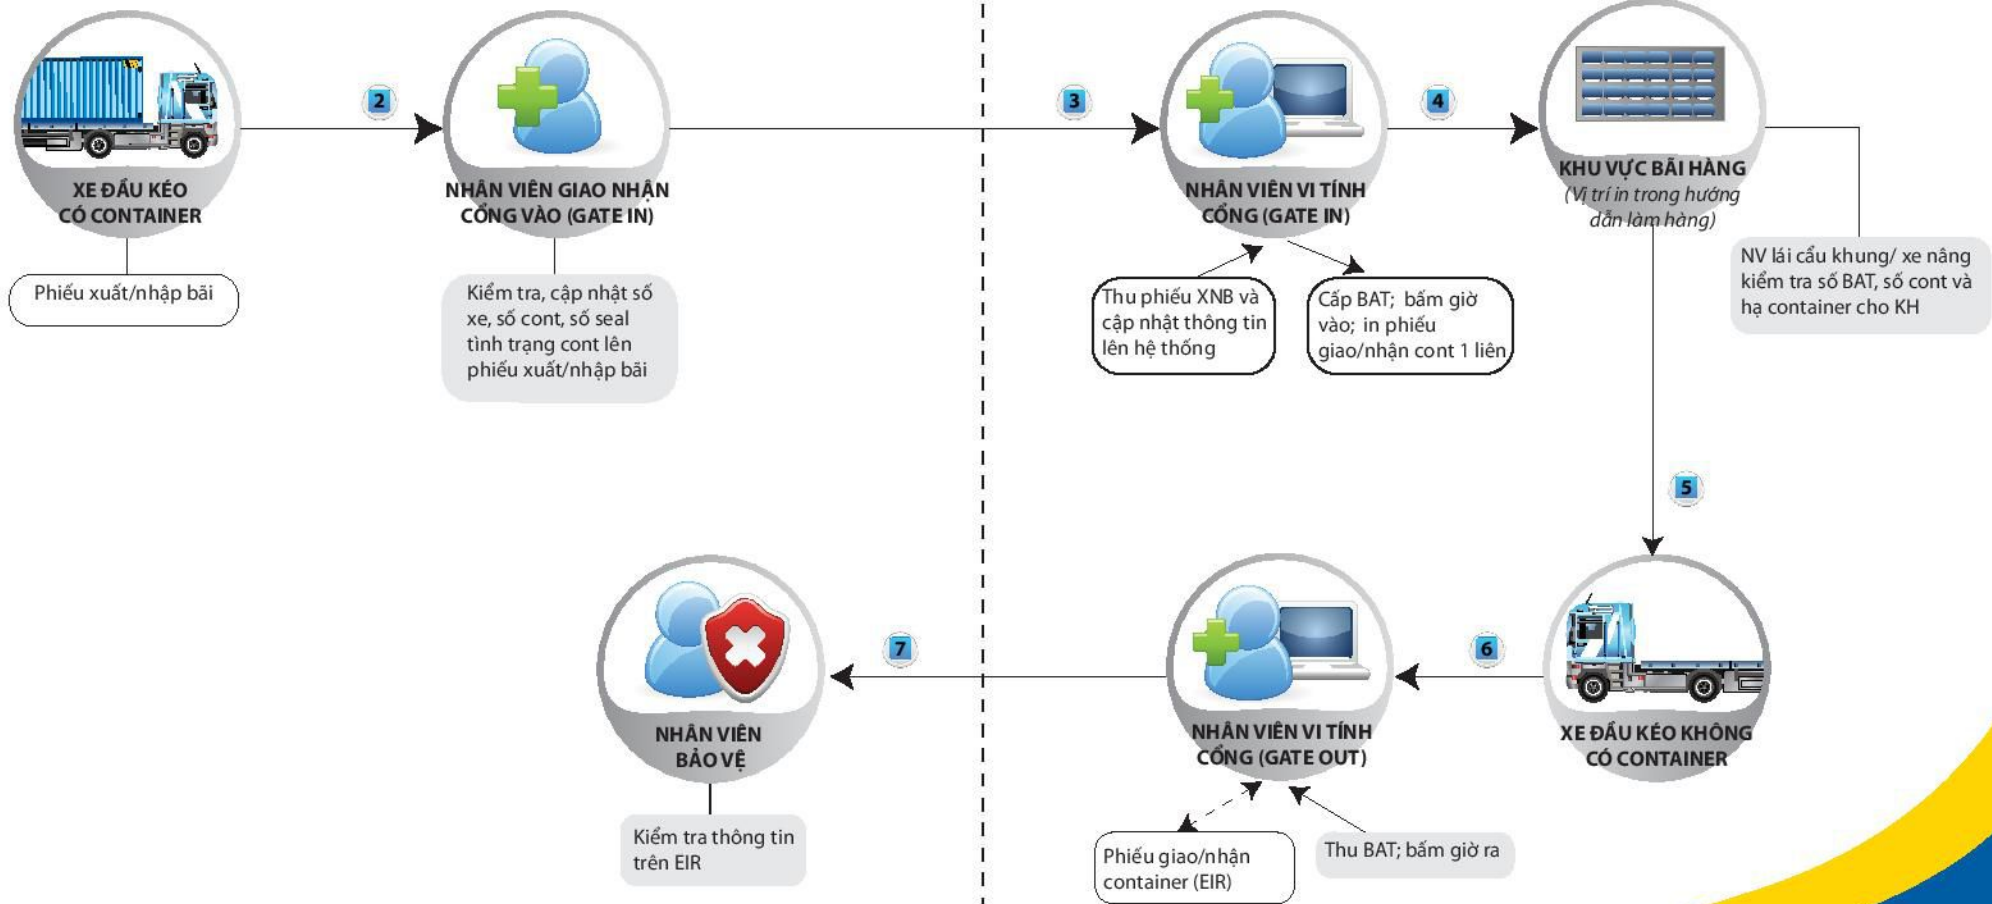 2
3
4
XE ĐẦU KÉO
CÓ CONTAINER
NHÂN VIÊN GIAO NHẬN
CỔNG VÀO (GATE IN)
NHÂN VIÊN VI TÍNH
CỔNG (GATE IN)
KHU VỰC BÃI HÀNG
(Vị trí in trong hướng
dẫn làm hàng)
Phiếu xuất/nhập bãi
Kiểm tra, cập nhật số
xe, số cont, số seal
tình trạng cont lên
phiếu xuất/nhập bãi
Thu phiếu XNB và
cập nhật thông tin
lên hệ thống
Cấp BAT; bấm giờ
vào; in phiếu
giao/nhận cont 1 liên
NV lái cẩu khung/ xe nâng
kiểm tra số BAT, số cont và
hạ container cho KH
5
7
6
NHÂN VIÊN
BẢO VỆ
NHÂN VIÊN VI TÍNH
CỔNG (GATE OUT)
XE ĐẦU KÉO KHÔNG
CÓ CONTAINER
Kiểm tra thông tin
trên EIR
Phiếu giao/nhận
container (EIR)
Thu BAT; bấm giờ ra